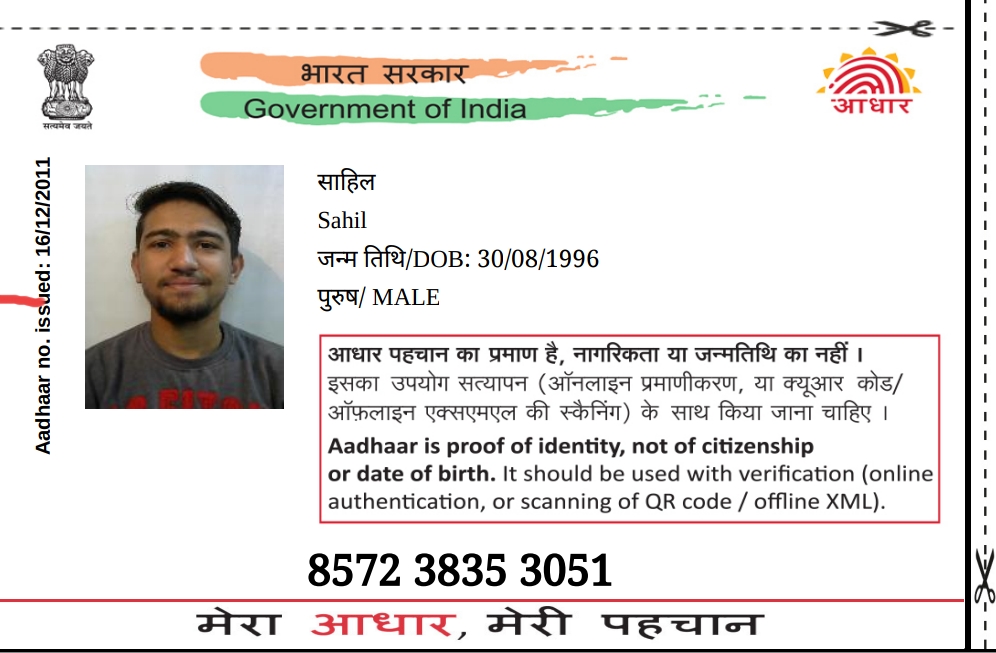 भारत सरकार
Government of India
सत्यमेव जयते
आधार
Aadhaar no. issued: 16/12/2011
साहिल
Sahil
जन्म तिथि/DOB: 30/08/1996
पुरुष/ MALE
आधार पहचान का प्रमाण है, नागरिकता या जन्मतिथि का नहीं ।
इसका उपयोग सत्यापन (ऑनलाइन प्रमाणीकरण, या क्यूआर कोड/
ऑफ़लाइन एक्सएमएल की स्कैनिंग) के साथ किया जाना चाहिए ।
Aadhaar is proof of identity, not of citizenship
or date of birth. It should be used with verification (online
authentication, or scanning of QR code / offline XML).
8572 3835 3051
मेरा आधार, मेरी पहचान